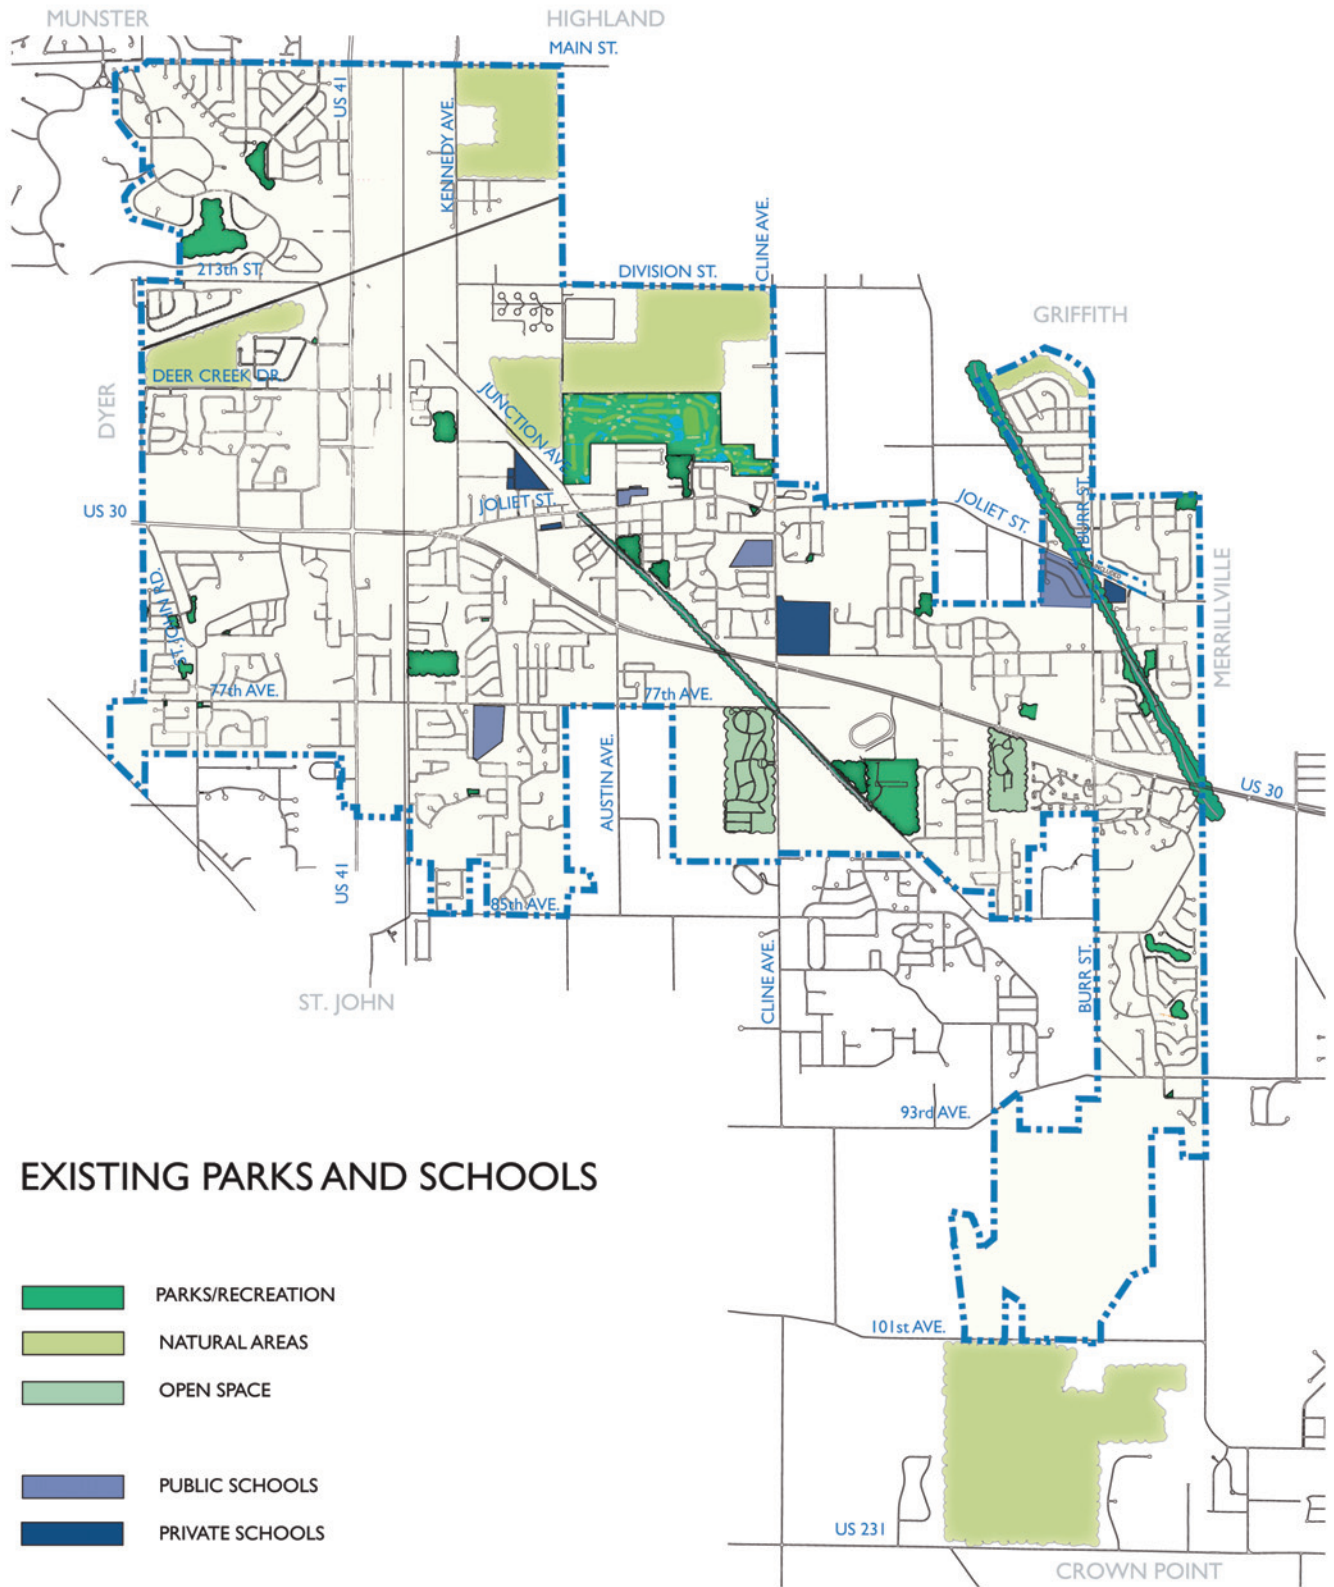 MUNSTER
HIGHLAND
MAIN ST.
US 41
KENNEDY AVE.
CLINE AVE.
213th ST.
DIVISION ST.
GRIFFITH
DEER CREEK DR.
DYER
JUNCTION AVE
US 30
JOLIET ST.
JOLIET ST.
BURR ST.
ST. JOHN RD.
MERRILLVILLE
77th AVE.
77th AVE.
AUSTIN AVE.
US 30
US 41
85th AVE.
CLINE AVE.
BURR ST.
ST. JOHN
93rd AVE.
EXISTING PARKS AND SCHOOLS
PARKS/RECREATION
NATURAL AREAS
OPEN SPACE
PUBLIC SCHOOLS
PRIVATE SCHOOLS
101st AVE.
US 231
CROWN POINT